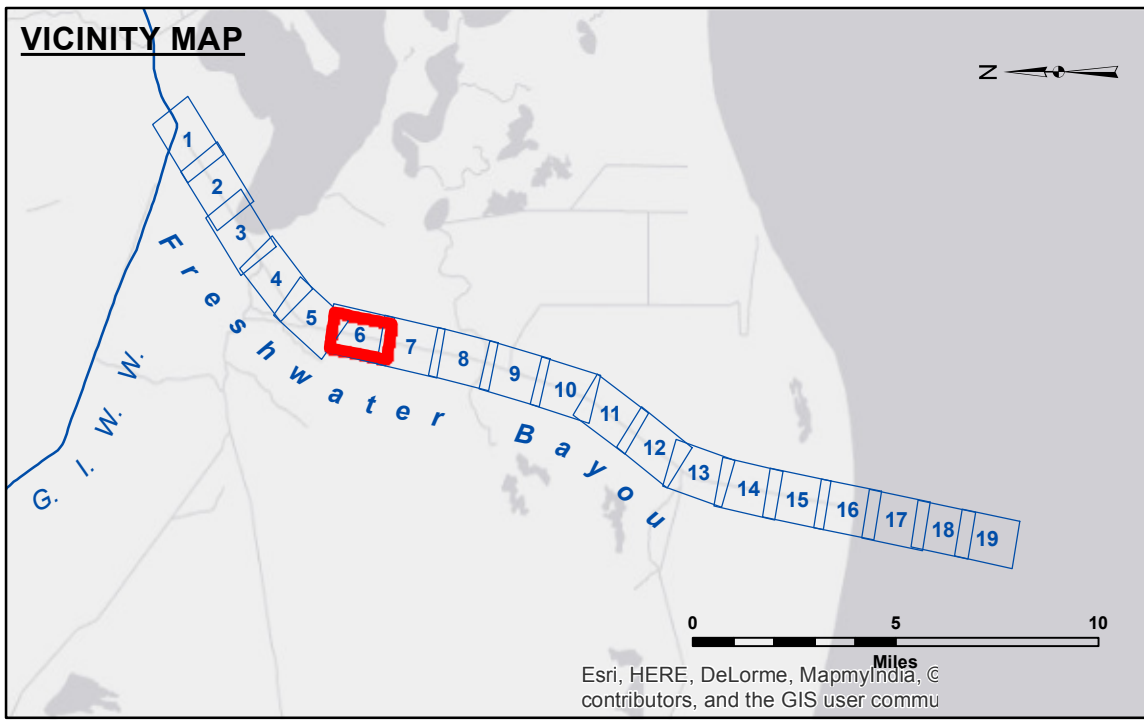 VICINITY MAP
N
1
2
3
4
5
6
7
8
9
10
11
12
13
14
15
16
17
18
19
Freshwater Bayou
G. I. W. W.
0 5 10
Miles
Esri, HERE, DeLorme, MapmyIndia, ©
contributors, and the GIS user commu